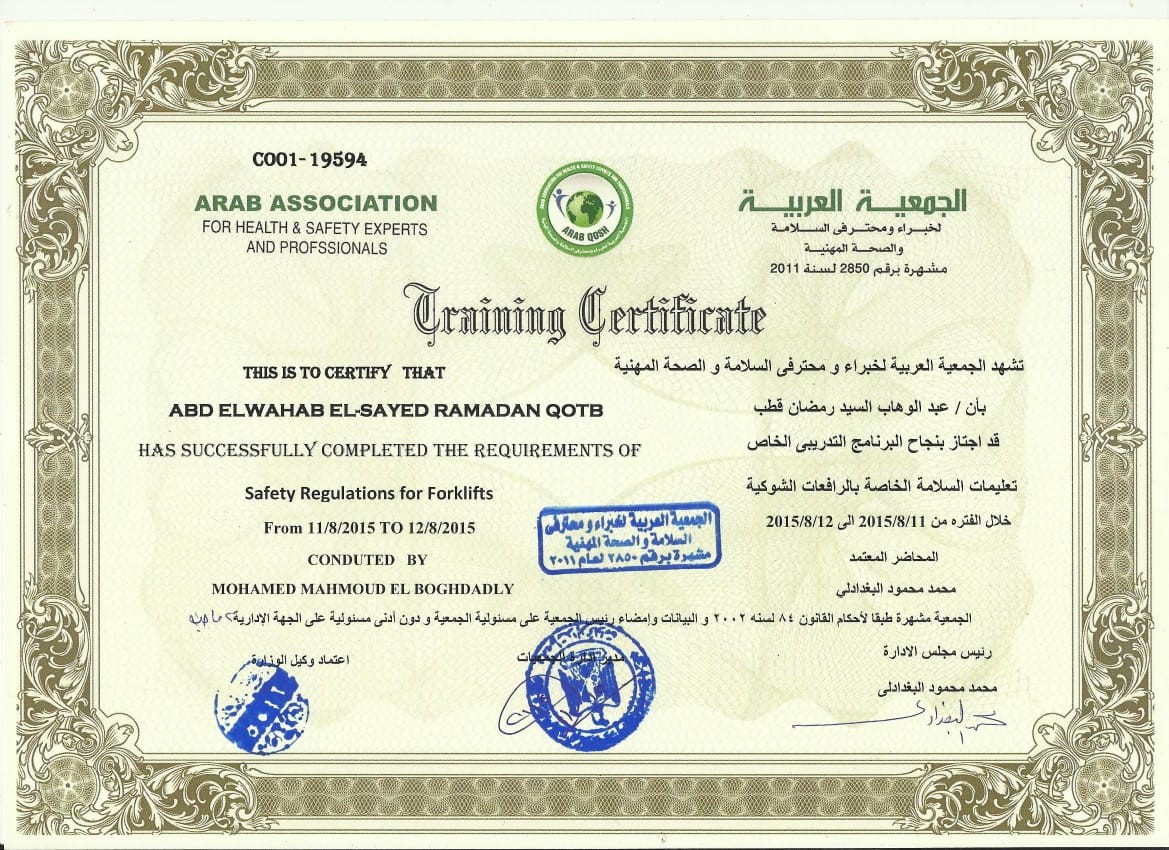 COO1-19594
ARAB ASSOCIATION
FOR HEALTH & SAFETY EXPERTS
AND PROFSSIONALS
ARAB QOSH
الجمعية العربية
لخبراء ومحترفى السلامة
والصحة المهنية
مشهرة برقم 2850 لسنة 2011
Training Certificate
THIS IS TO CERTIFY THAT
تشهد الجمعية العربية لخبراء و محترفى السلامة و الصحة المهنية
ABD ELWAHAB EL-SAYED RAMADAN QOTB
بأن / عبد الوهاب السيد رمضان قطب
HAS SUCCESSFULLY COMPLETED THE REQUIREMENTS OF
قد اجتاز بنجاح البرنامج التدريبى الخاص
Safety Regulations for Forklifts
تعليمات السلامة الخاصة بالرافعات الشوكية
From 11/8/2015 TO 12/8/2015
خلال الفتره من 2015/8/11 الى 2015/8/12
الجمعية العربية لخبراء و محترفى
السلامة و الصحة المهنية
مشهرة برقم ٢٨٥٠ لعام ٢٠١١
CONDUTED BY
المحاضر المعتمد
MOHAMED MAHMOUD EL BOGHDADLY
محمد محمود البغدادلي
الجمعية مشهرة طبقا لأحكام القانون ٨٤ لسنه ٢٠٠٢ و البيانات وإمضاء رئيس الجمعية على مسئولية الجمعية و دون أدنى مسئولية على الجهة الإدارية
رئيس مجلس الادارة
مدير ادارة الجمعيات
اعتماد وكيل الوزارة
محمد محمود البغدادلى